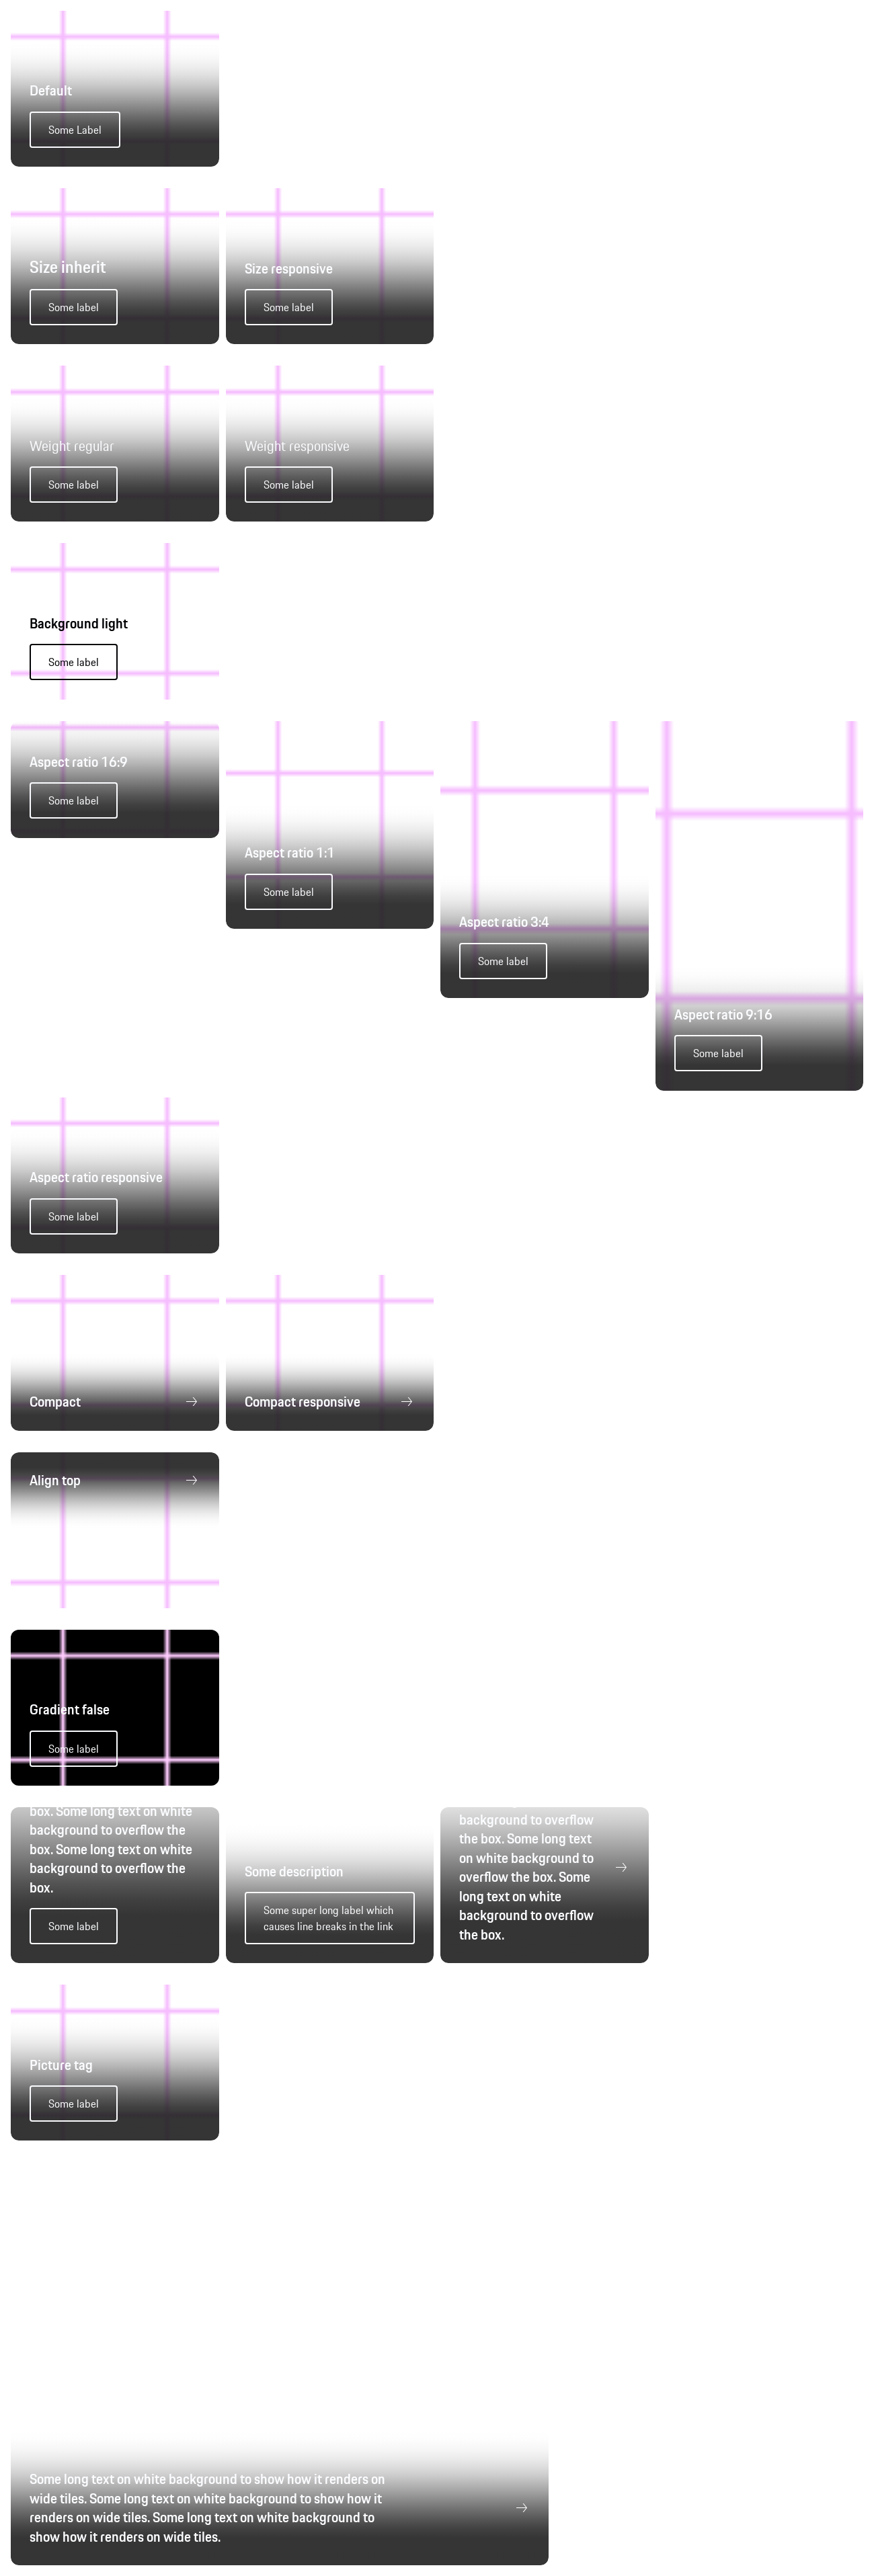 Default
Some Label
Size inherit
Some label
Size responsive
Some label
Weight regular
Some label
Weight responsive
Some label
Background light
Some label
Aspect ratio 16:9
Some label
Aspect ratio 1:1
Some label
Aspect ratio 3:4
Some label
Aspect ratio 9:16
Some label
Aspect ratio responsive
Some label
Compact
Compact responsive
Align top
Gradient false
Some label
box. Some long text on white
background to overflow the
box. Some long text on white
background to overflow the
box.
Some label
Some description
Some super long label which
causes line breaks in the link
background to overflow
the box. Some long text
on white background to
overflow the box. Some
long text on white
background to overflow
the box.
Picture tag
Some label
Some long text on white background to show how it renders on
wide tiles. Some long text on white background to show how it
renders on wide tiles. Some long text on white background to
show how it renders on wide tiles.